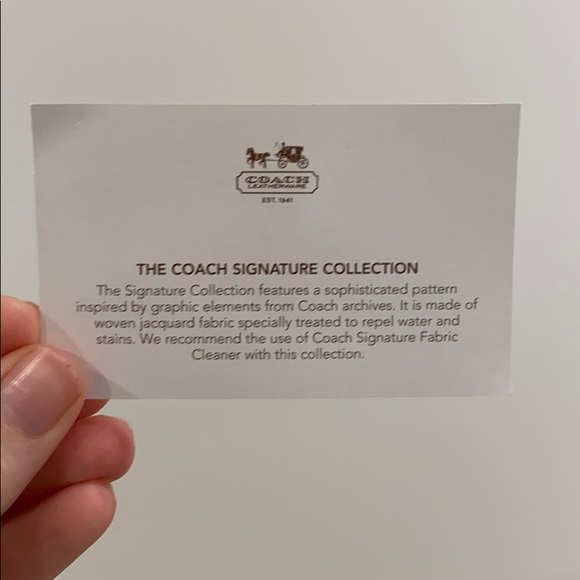 COACH
LEATHERWARE
EST. 1941
THE COACH SIGNATURE COLLECTION
The Signature Collection features a sophisticated pattern
inspired by graphic elements from Coach archives. It is made of
woven jacquard fabric specially treated to repel water and
stains. We recommend the use of Coach Signature Fabric
Cleaner with this collection.